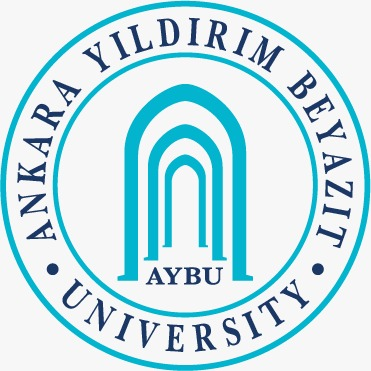 ANKARA YILDIRIM BEYAZIT
AYBU
• UNIVERSITY •